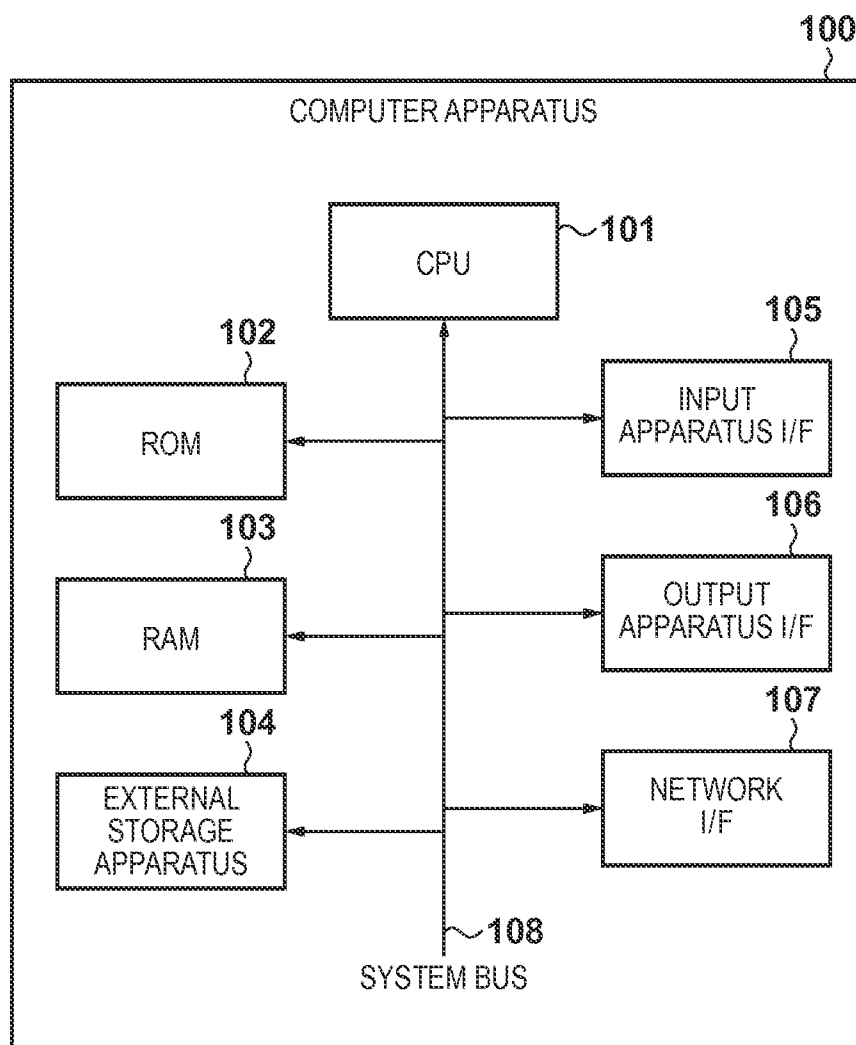 100
COMPUTER APPARATUS
CPU
101
102
ROM
105
INPUT
APPARATUS I/F
103
RAM
106
OUTPUT
APPARATUS I/F
104
EXTERNAL
STORAGE
APPARATUS
107
NETWORK
I/F
108
SYSTEM BUS